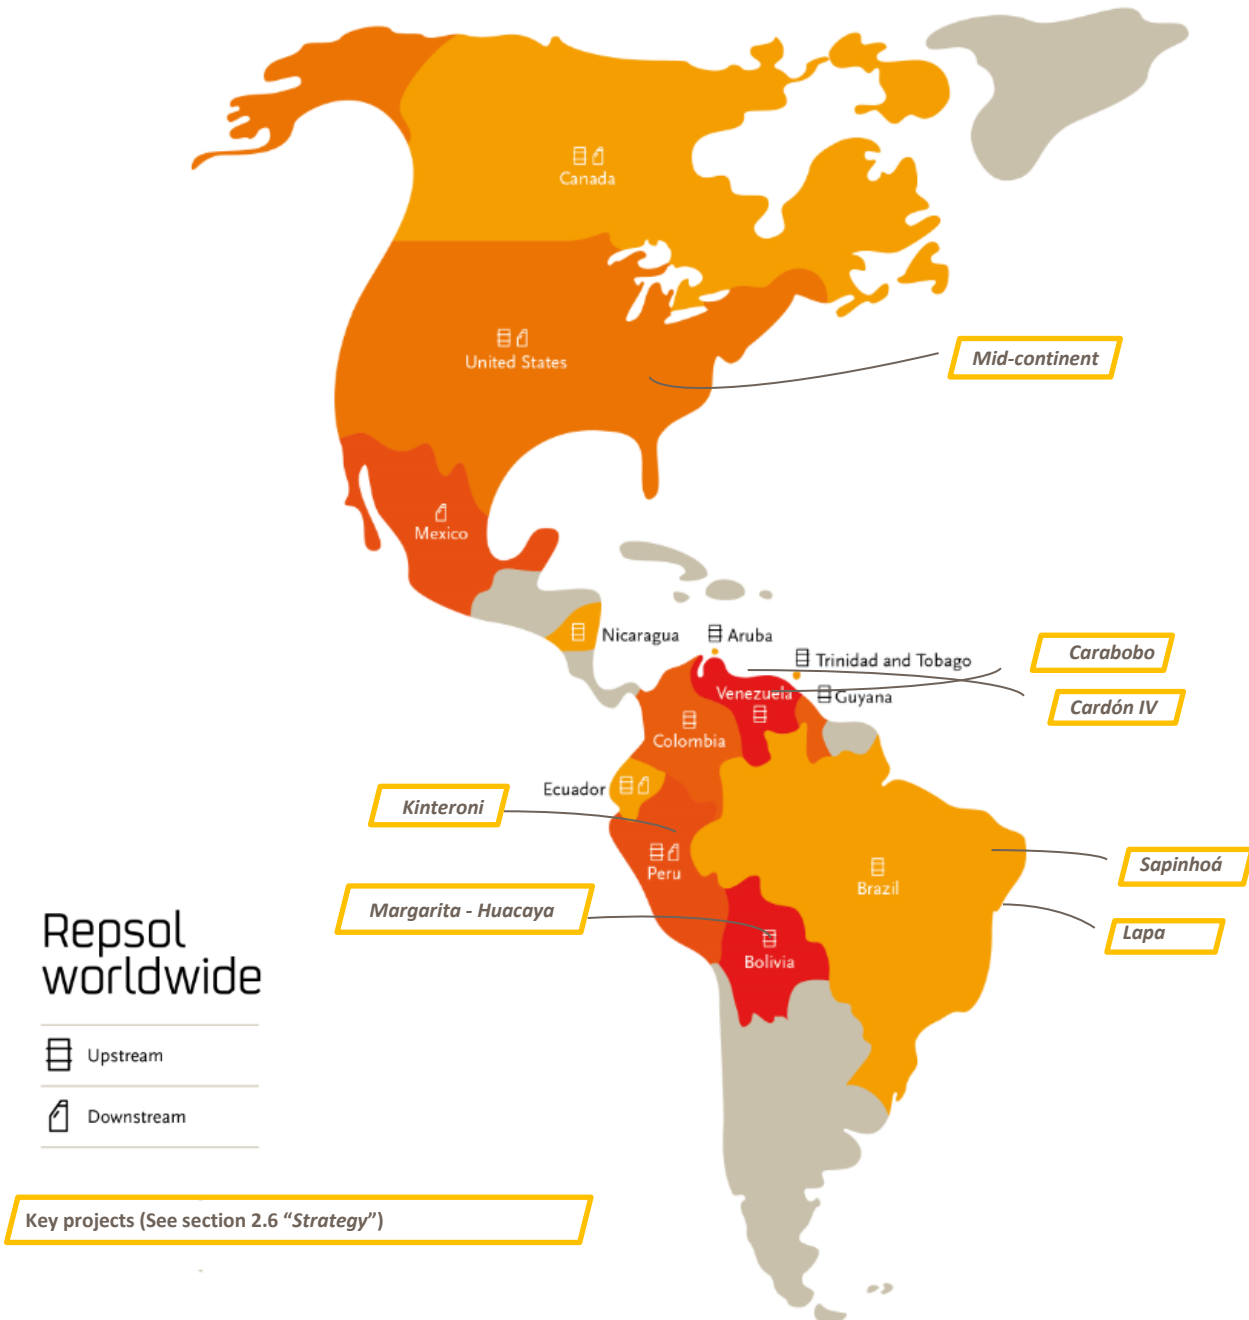 Canada
United States
Mid-continent
Mexico
Nicaragua
Aruba
Trinidad and Tobago
Carabobo
Venezuela
Guyana
Cardón IV
Colombia
Ecuador
Kinteroni
Sapinhoá
Peru
Brazil
Margarita - Huacaya
Lapa
Bolivia
Repsol
worldwide
Upstream
Downstream
Key projects (See section 2.6 “Strategy”)